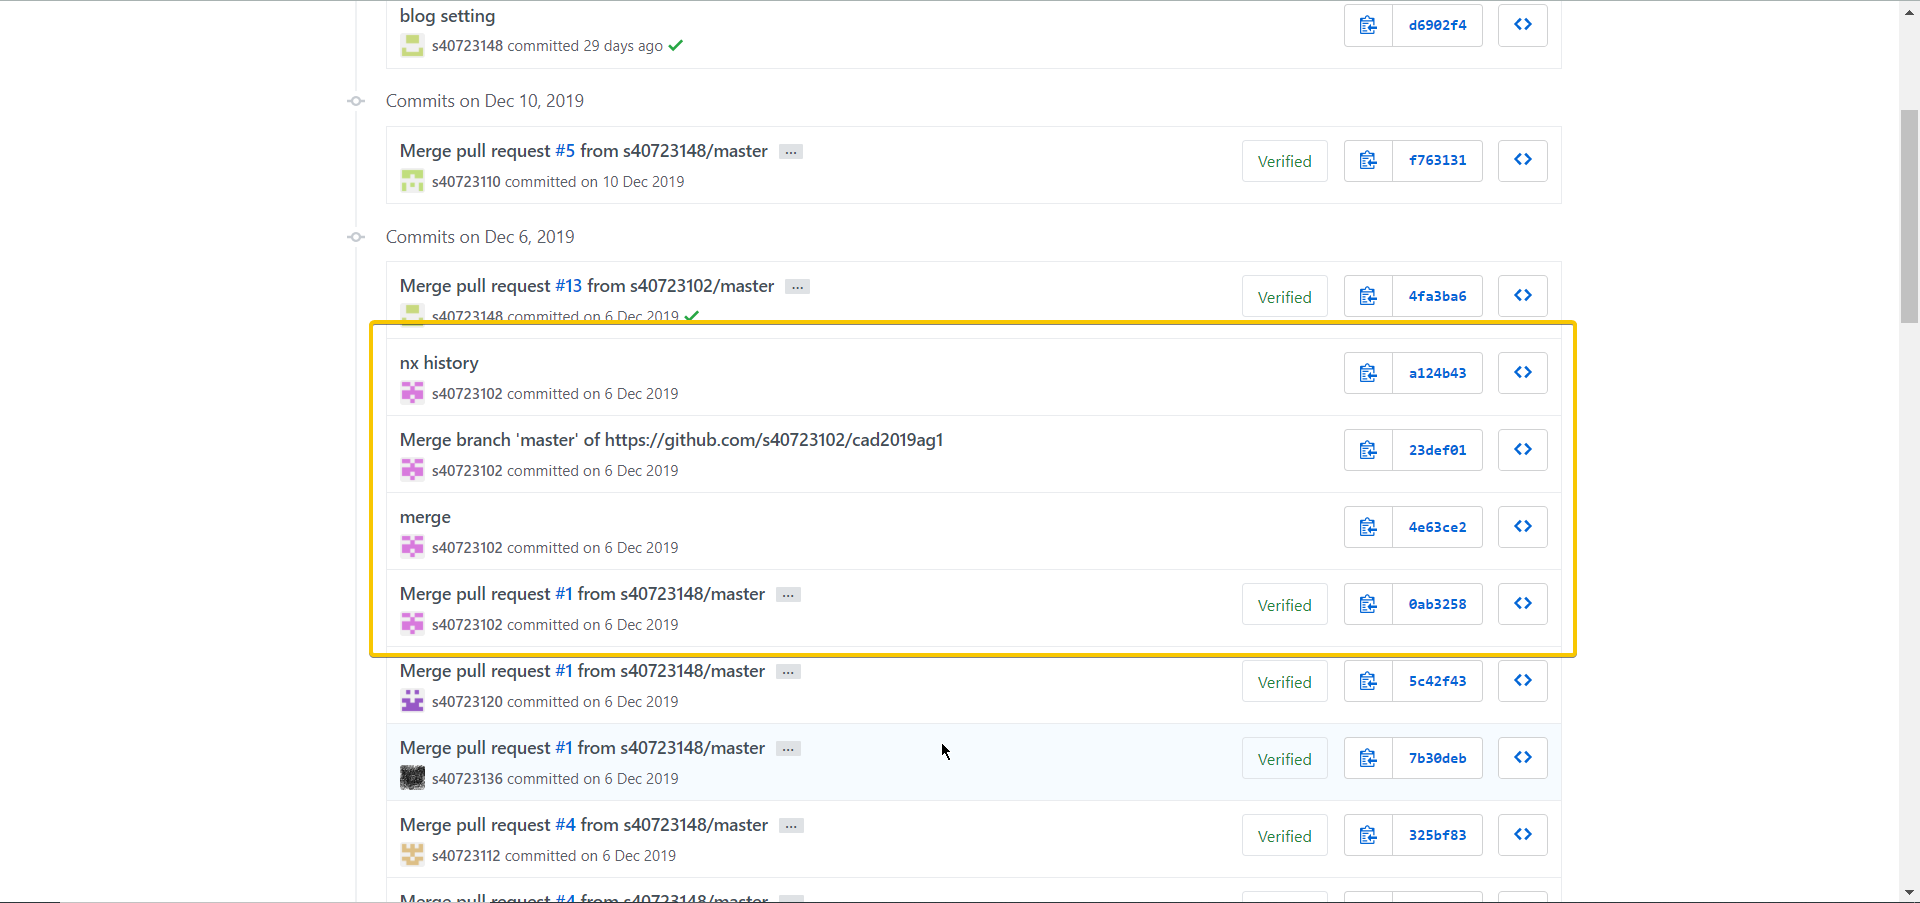 blog setting
s40723148 committed 29 days ago
d6902f4
Commits on Dec 10, 2019
Merge pull request #5 from s40723148/master ...
Verified
f763131
s40723110 committed on 10 Dec 2019
Commits on Dec 6, 2019
Merge pull request #13 from s40723102/master ...
Verified
4fa3ba6
s40723148 committed on 6 Dec 2019
nx history
a124b43
s40723102 committed on 6 Dec 2019
Merge branch 'master' of https://github.com/s40723102/cad2019ag1
23def01
s40723102 committed on 6 Dec 2019
merge
4e63ce2
s40723102 committed on 6 Dec 2019
Merge pull request #1 from s40723148/master ...
Verified
0ab3258
s40723102 committed on 6 Dec 2019
Merge pull request #1 from s40723148/master ...
Verified
5c42f43
s40723120 committed on 6 Dec 2019
Merge pull request #1 from s40723148/master ...
Verified
7b30deb
s40723136 committed on 6 Dec 2019
Merge pull request #4 from s40723148/master ...
Verified
325bf83
s40723112 committed on 6 Dec 2019
Merge pull request #4 from s40723148/master